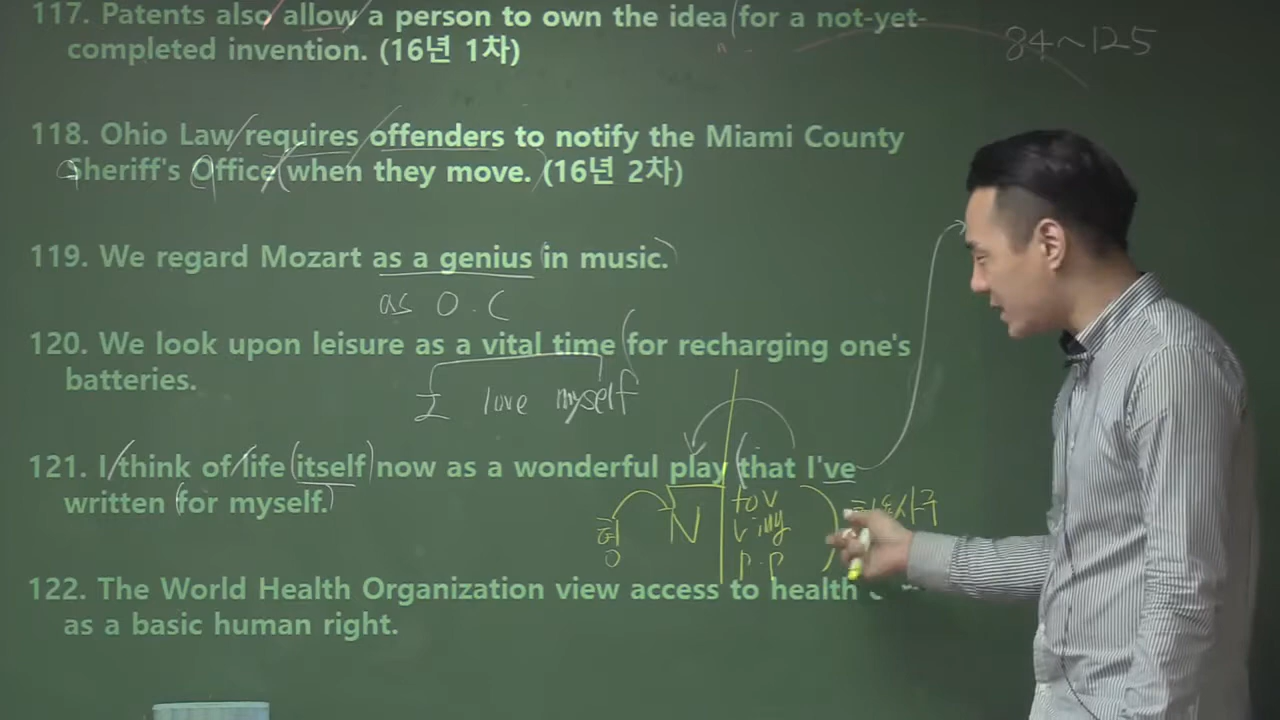 117. Patents also allow a person to own the idea for a not-yet-
completed invention. (16년 1차)
84~125
118. Ohio Law requires offenders to notify the Miami County
Sheriff's Office when they move. (16년 2차)
119. We regard Mozart as a genius in music.
as O.C
120. We look upon leisure as a vital time for recharging one's
batteries.
I love myself
121. I think of life itself now as a wonderful play that I've
written for myself.
형 N
toV
Ving
p.p
122. The World Health Organization view access to health
as a basic human right.